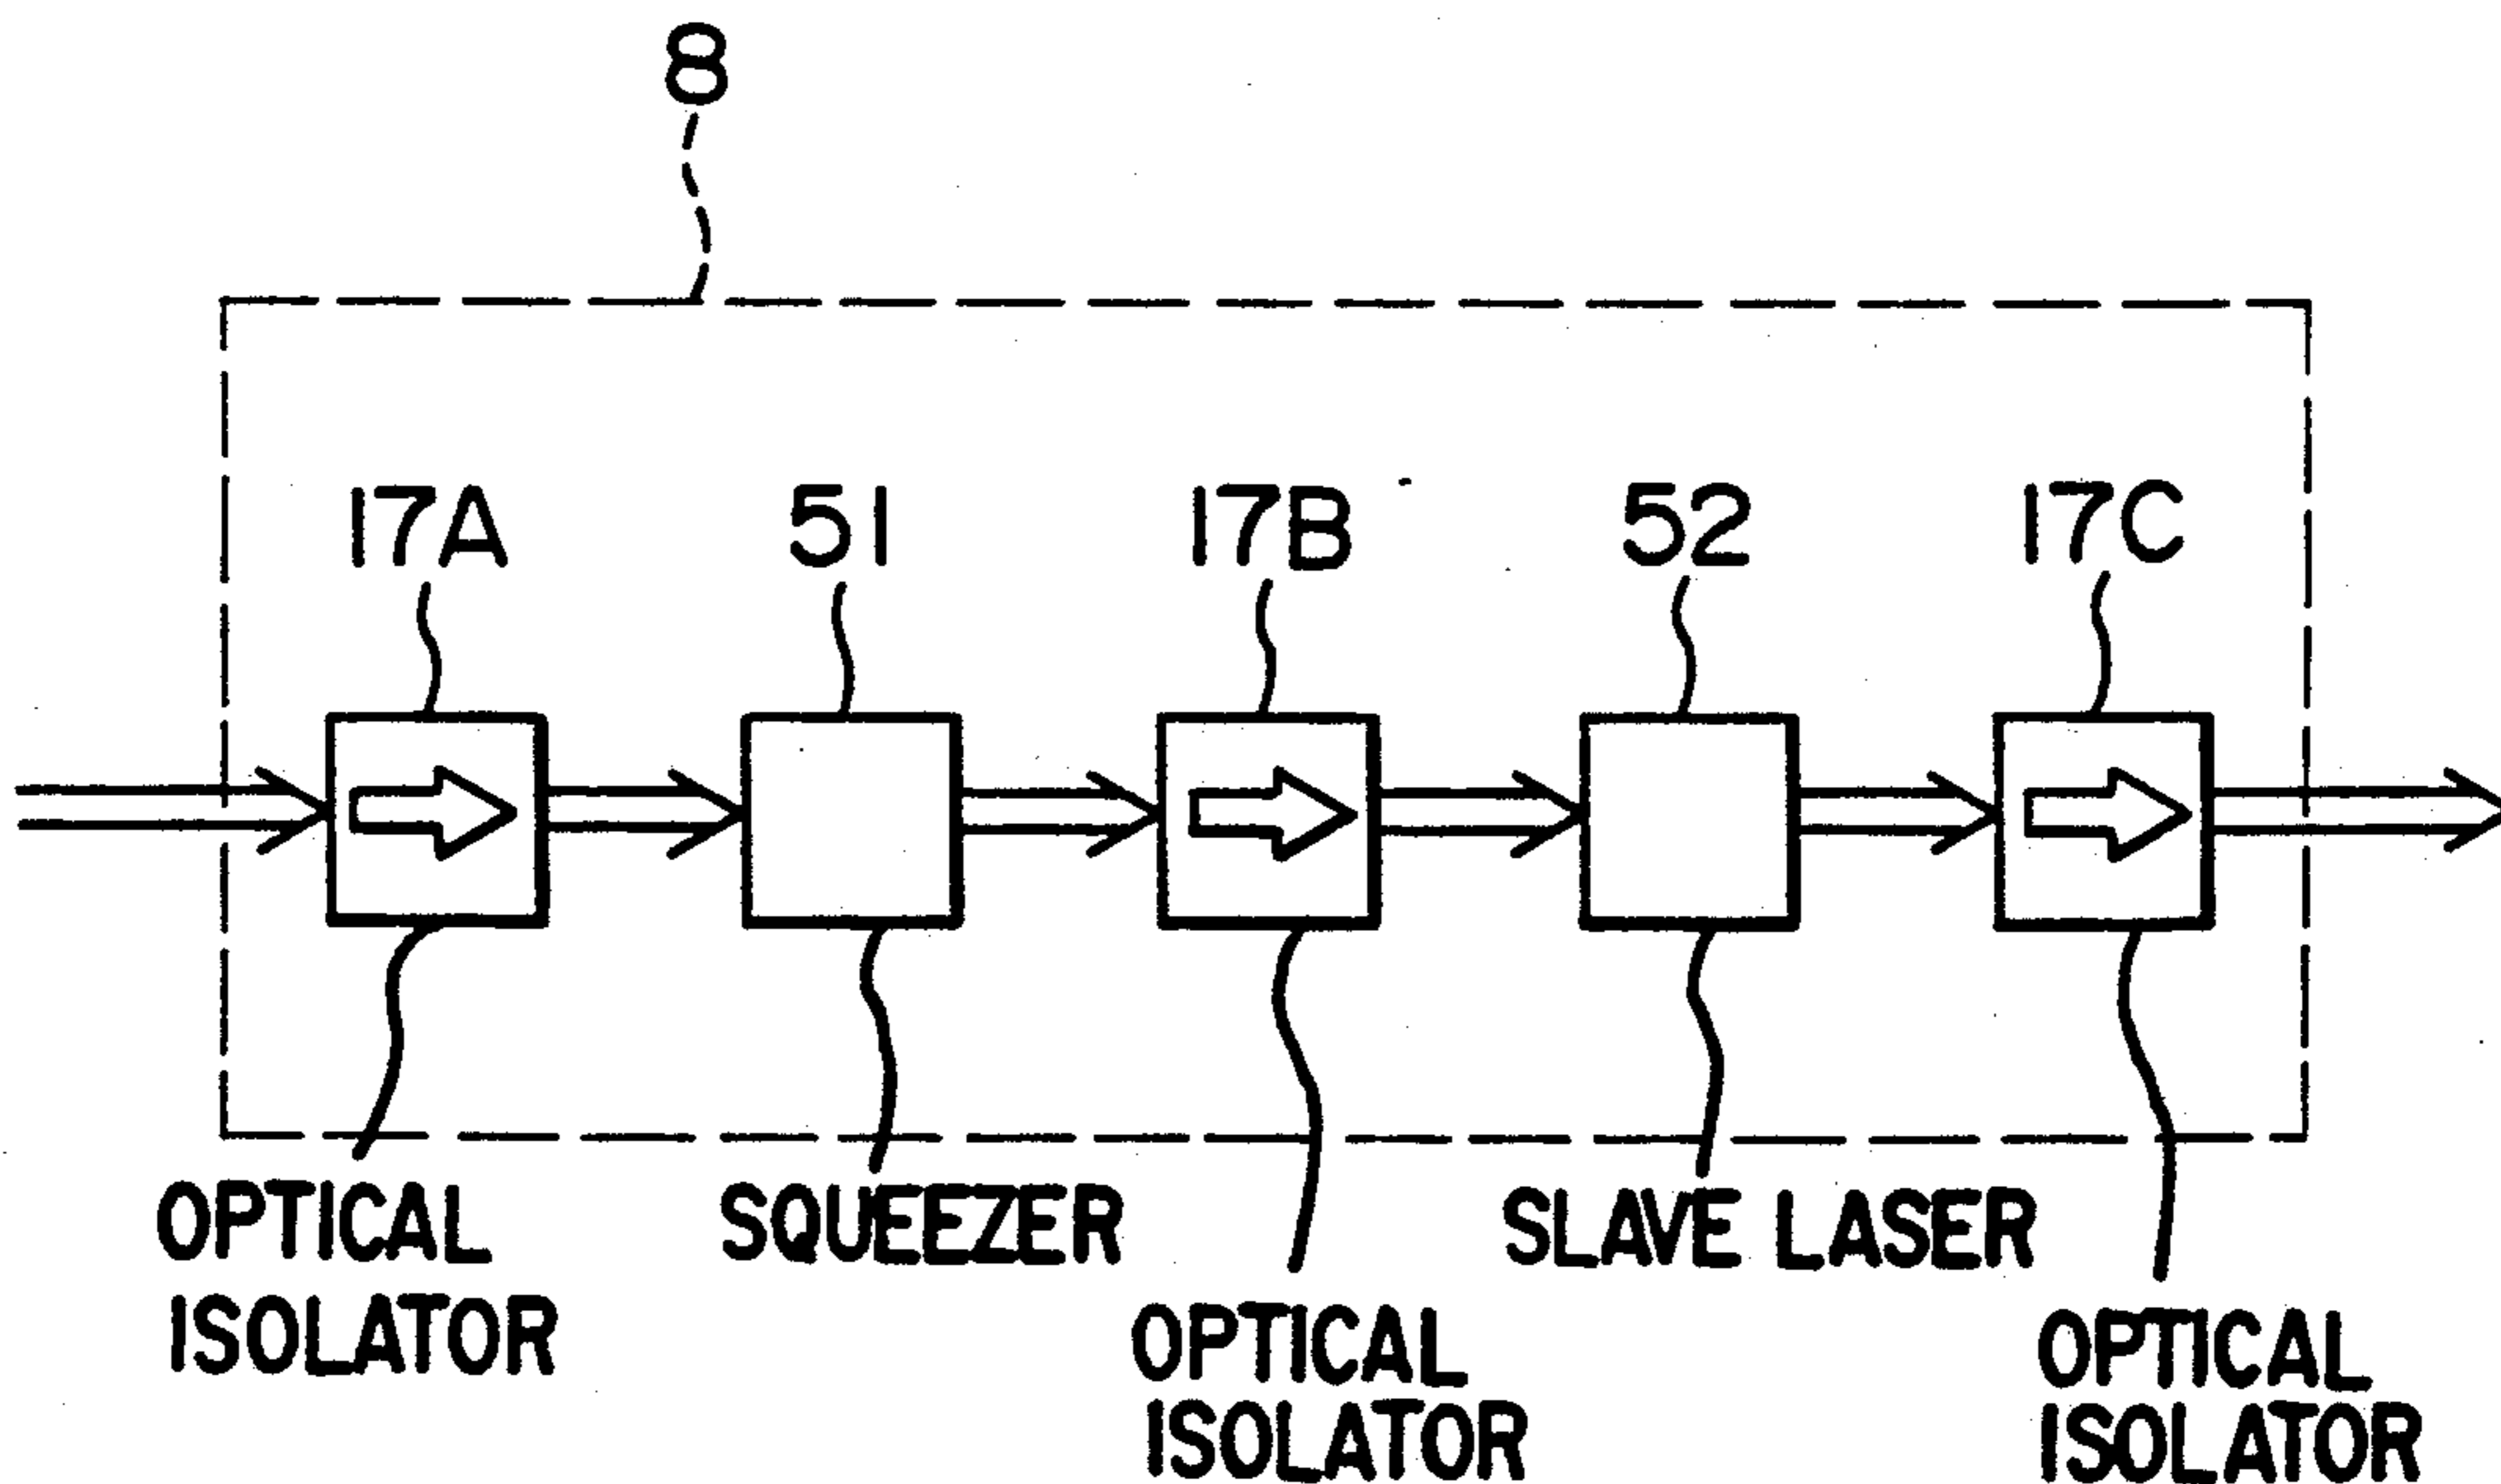 8
17A
51
17B
52
17C
OPTICAL
ISOLATOR
SQUEEZER
OPTICAL
ISOLATOR
SLAVE LASER
OPTICAL
ISOLATOR